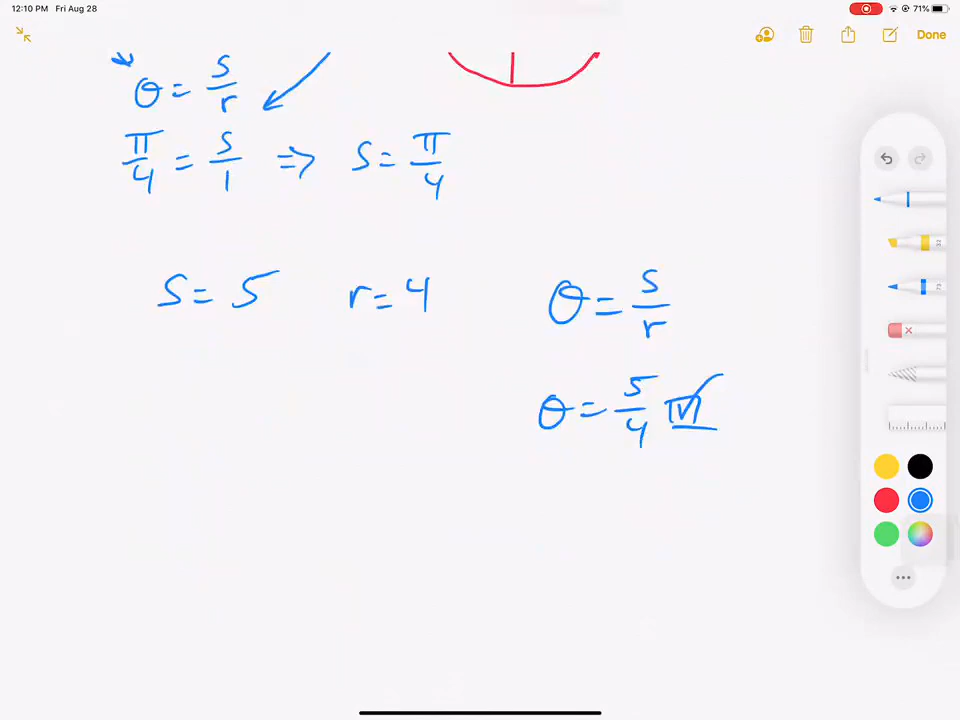 12:10 PM Fri Aug 28
71%
Done
θ = s/r
π/4 = s/1 ⇒ s = π/4
s = 5 r = 4 θ = s/r
θ = 5/4